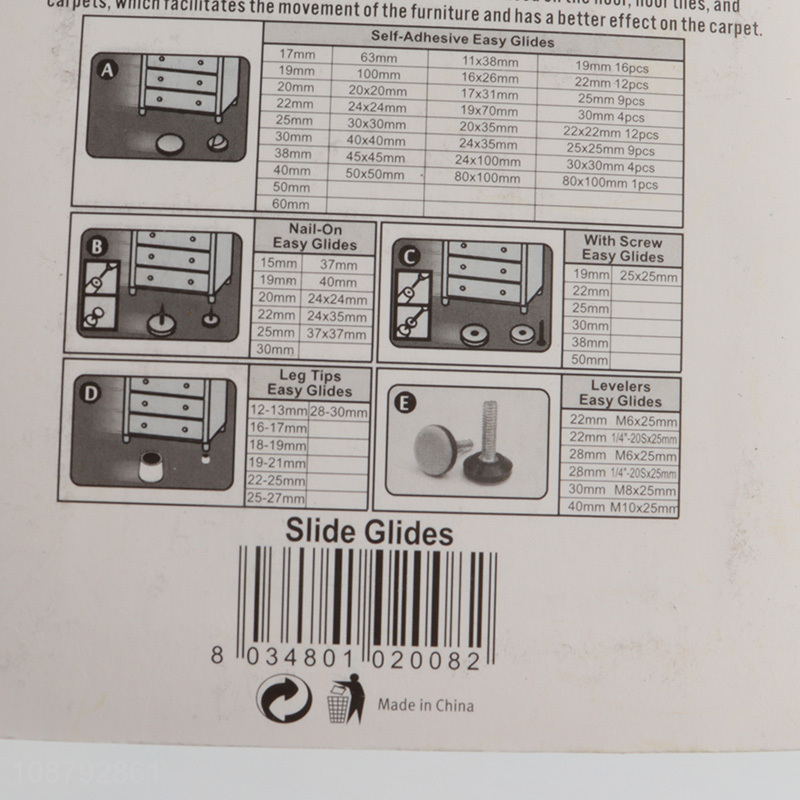 the floor, floor tiles, and
carpets, which facilitates the movement of the furniture and has a better effect on the carpet.
A
Self-Adhesive Easy Glides
17mm 63mm 11x38mm 19mm 16pcs
19mm 100mm 16x26mm 22mm 12pcs
20mm 20x20mm 17x31mm 25mm 9pcs
22mm 24x24mm 19x70mm 30mm 4pcs
25mm 30x30mm 20x35mm 22x22mm 12pcs
30mm 40x40mm 24x35mm 25x25mm 9pcs
38mm 45x45mm 24x100mm 30x30mm 4pcs
40mm 50x50mm 80x100mm 80x100mm 1pcs
50mm
60mm
B
Nail-On
Easy Glides
15mm 37mm
19mm 40mm
20mm 24x24mm
22mm 24x35mm
25mm 37x37mm
30mm
C
With Screw
Easy Glides
19mm 25x25mm
22mm
25mm
30mm
38mm
50mm
D
Leg Tips
Easy Glides
12-13mm 28-30mm
16-17mm
18-19mm
19-21mm
22-25mm
25-27mm
E
Levelers
Easy Glides
22mm M6x25mm
22mm 1/4"-20Sx25mm
28mm M6x25mm
28mm 1/4"-20Sx25mm
30mm M8x25mm
40mm M10x25mm
Slide Glides
8 034801 020082
Made in China